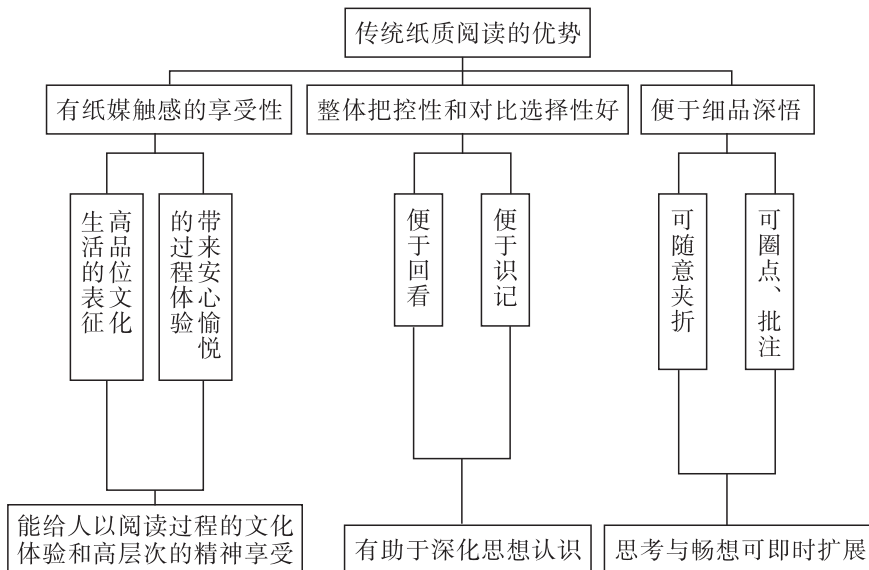 传统纸质阅读的优势
有纸媒触感的享受性
整体把控性和对比选择性好
便于细品深悟
高品位文化
生活的表征
带来安心愉悦
的过程体验
便于回看
便于识记
可随意夹折
可圈点、批注
能给人以阅读过程的文化
体验和高层次的精神享受
有助于深化思想认识
思考与畅想可即时扩展